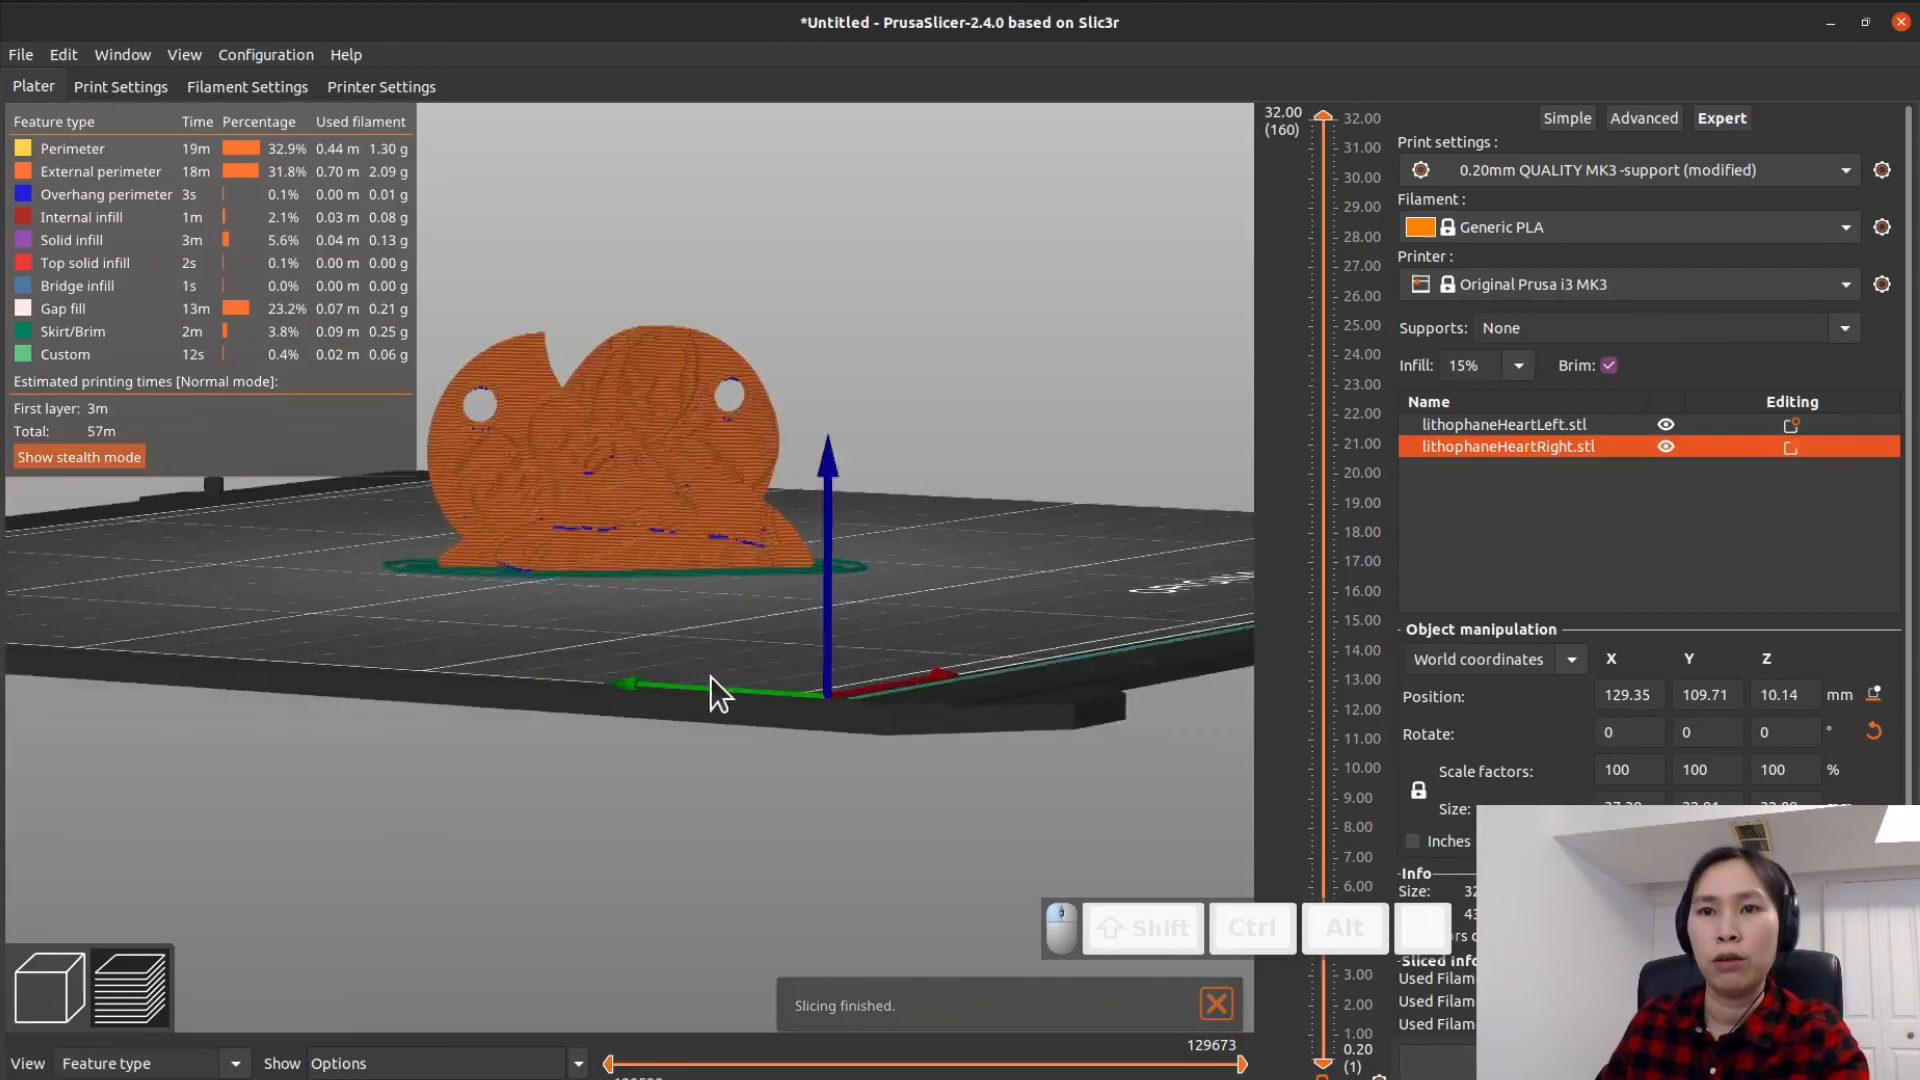 *Untitled - PrusaSlicer-2.4.0 based on Slic3r
File Edit Window View Configuration Help
Plater Print Settings Filament Settings Printer Settings
Feature type Time Percentage Used filament
Perimeter 19m 32.9% 0.44 m 1.30 g
External perimeter 18m 31.8% 0.70 m 2.09 g
Overhang perimeter 3s 0.1% 0.00 m 0.01 g
Internal infill 1m 2.1% 0.03 m 0.08 g
Solid infill 3m 5.6% 0.04 m 0.13 g
Top solid infill 2s 0.1% 0.00 m 0.00 g
Bridge infill 1s 0.0% 0.00 m 0.00 g
Gap fill 13m 23.2% 0.07 m 0.21 g
Skirt/Brim 2m 3.8% 0.09 m 0.25 g
Custom 12s 0.4% 0.02 m 0.06 g
Estimated printing times [Normal mode]:
First layer: 3m
Total: 57m
Show stealth mode
32.00
(160)
32.00
31.00
30.00
29.00
28.00
27.00
26.00
25.00
24.00
23.00
22.00
21.00
20.00
19.00
18.00
17.00
16.00
15.00
14.00
13.00
12.00
11.00
10.00
9.00
8.00
7.00
6.00
3.00
2.00
1.00
0.20
(1)
Simple Advanced Expert
Print settings :
0.20mm QUALITY MK3 -support (modified)
Filament :
Generic PLA
Printer :
Original Prusa i3 MK3
Supports: None
Infill: 15% Brim:
Name Editing
lithophaneHeartLeft.stl
lithophaneHeartRight.stl
Object manipulation
World coordinates X Y Z
Position: 129.35 109.71 10.14 mm
Rotate: 0 0 0 °
Scale factors: 100 100 100 %
Size:
Inches
Info
Size: 32
43
Sliced Info
Used Filam
Used Filam
Used Filam
Shift Ctrl Alt
Slicing finished.
View Feature type Show Options
129673